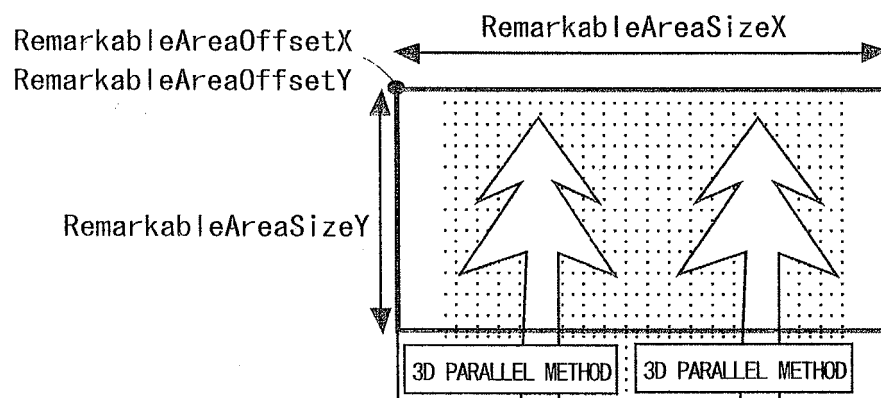 RemarkableAreaSizeX
RemarkableAreaOffsetX
RemarkableAreaOffsetY
RemarkableAreaSizeY
3D PARALLEL METHOD
3D PARALLEL METHOD